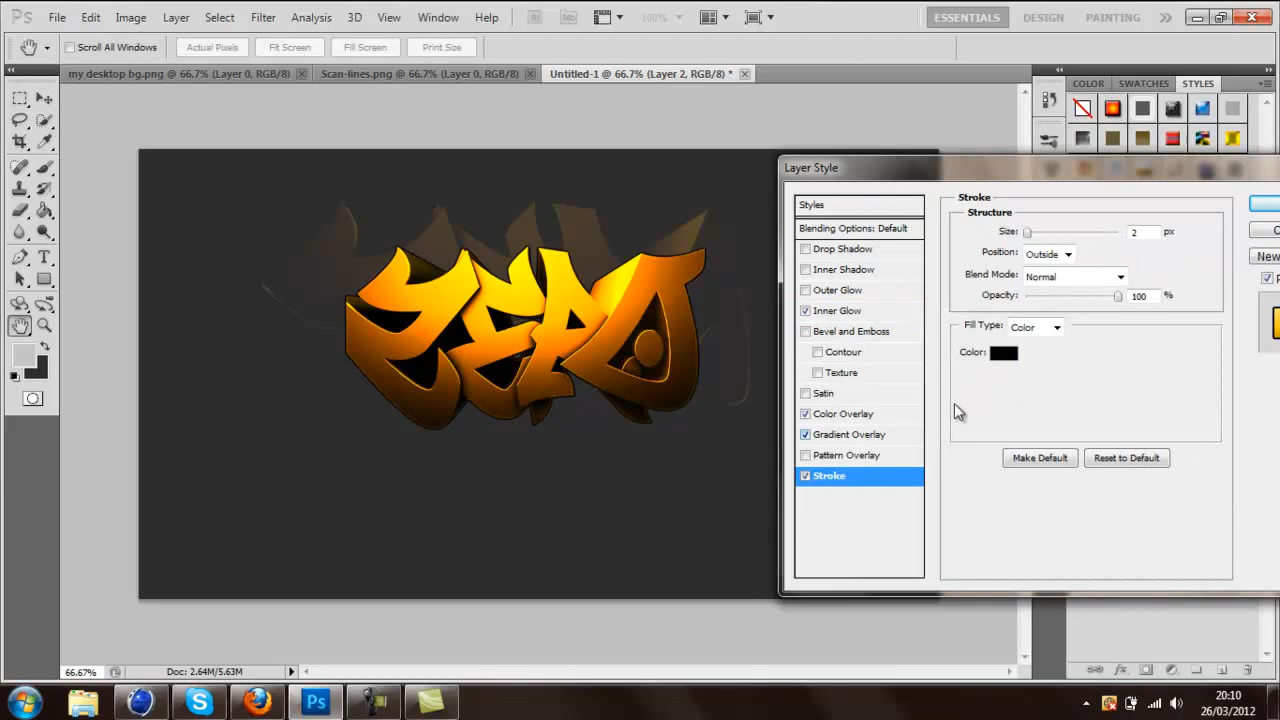 Ps File Edit Image Layer Select Filter Analysis 3D View Window Help Br Mb 100% ESSENTIALS DESIGN PAINTING
Scroll All Windows Actual Pixels Fit Screen Fill Screen Print Size
my desktop bg.png @ 66.7% (Layer 0, RGB/8) Scan-lines.png @ 66.7% (Layer 0, RGB/8) Untitled-1 @ 66.7% (Layer 2, RGB/8) *
COLOR SWATCHES STYLES
Layer Style
Styles
Blending Options: Default
Drop Shadow
Inner Shadow
Outer Glow
Inner Glow
Bevel and Emboss
Contour
Texture
Satin
Color Overlay
Gradient Overlay
Pattern Overlay
Stroke
Stroke
Structure
Size: 2 px
Position: Outside
Blend Mode: Normal
Opacity: 100 %
Fill Type: Color
Color:
Make Default Reset to Default
New
ZERO
66.67% Doc: 2.64M/5.63M
Ps
20:10
26/03/2012